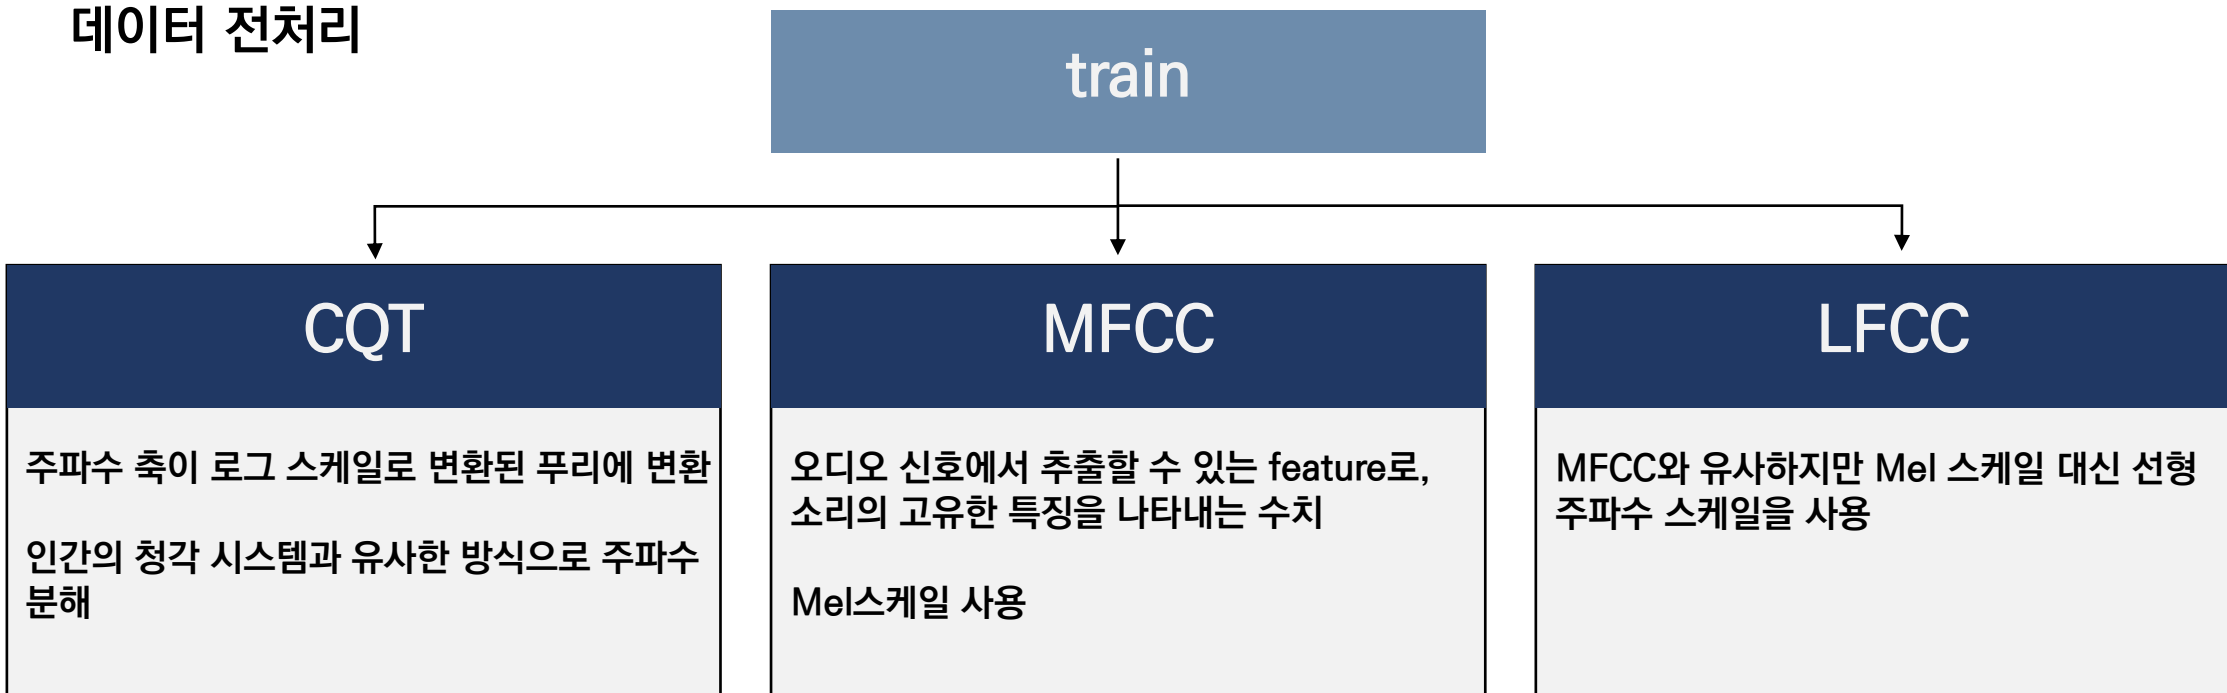 데이터 전처리
train
CQT
주파수 축이 로그 스케일로 변환된 푸리에 변환
인간의 청각 시스템과 유사한 방식으로 주파수
분해
MFCC
오디오 신호에서 추출할 수 있는 feature로,
소리의 고유한 특징을 나타내는 수치
Mel스케일 사용
LFCC
MFCC와 유사하지만 Mel 스케일 대신 선형
주파수 스케일을 사용